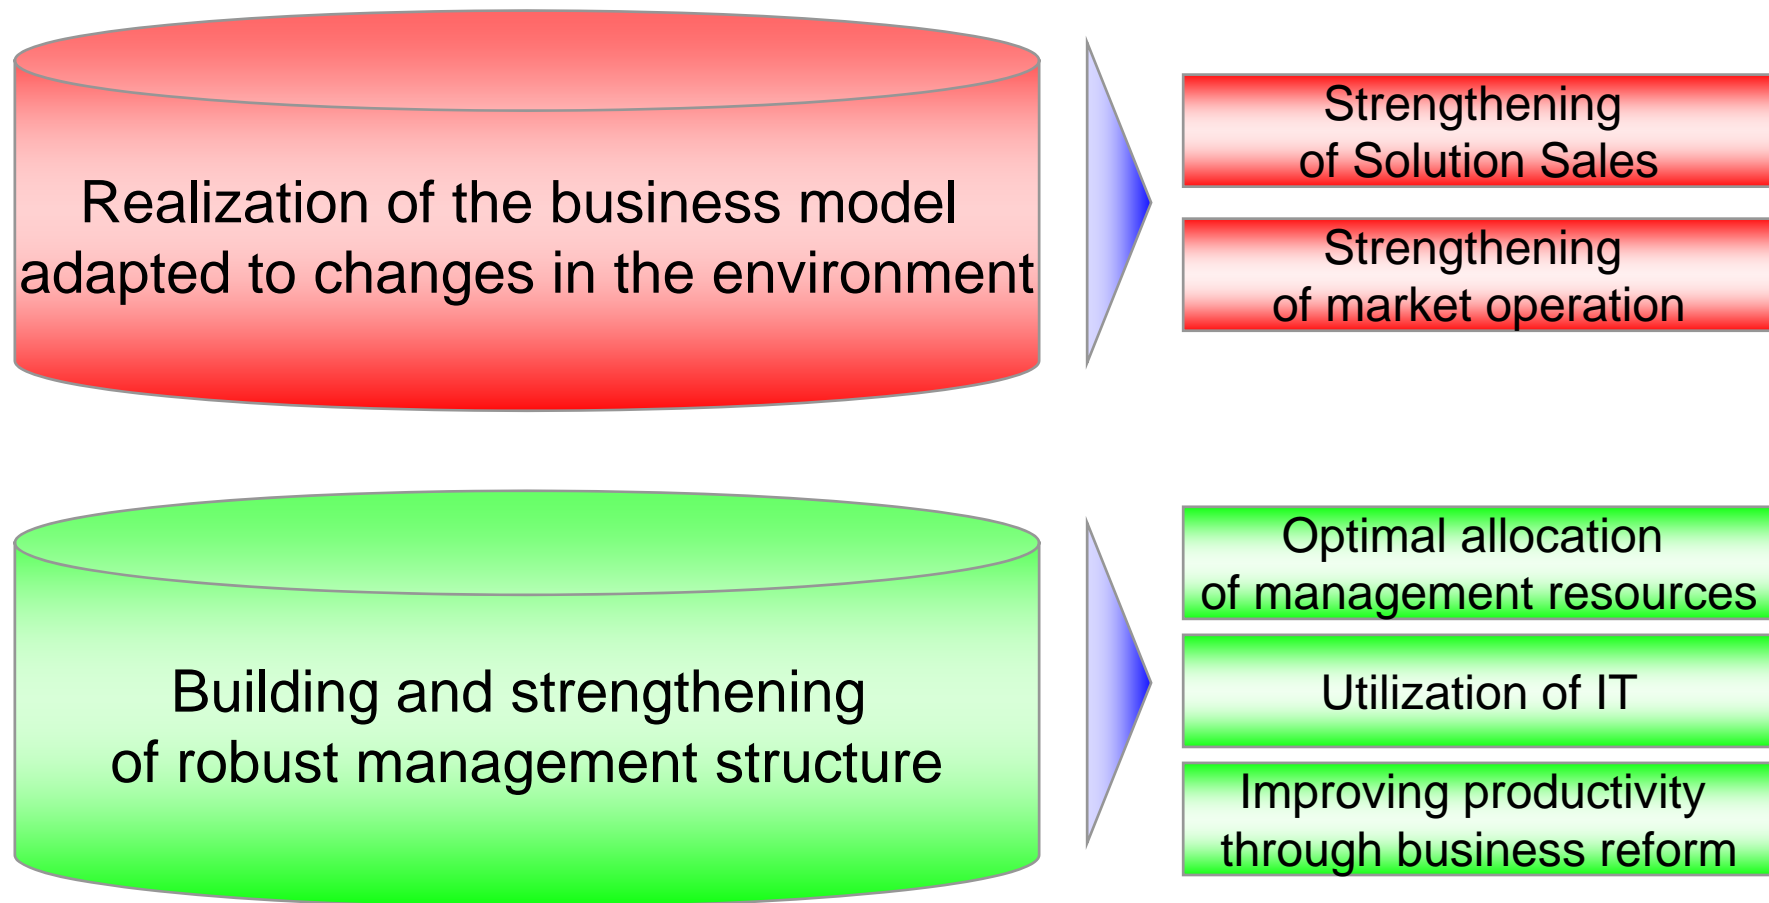 Realization of the business model
adapted to changes in the environment
Strengthening
of Solution Sales
Strengthening
of market operation
Building and strengthening
of robust management structure
Optimal allocation
of management resources
Utilization of IT
Improving productivity
through business reform